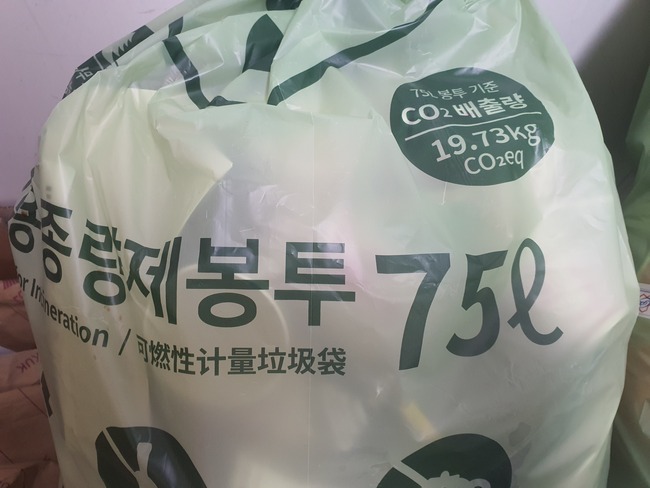 75L 봉투 기준
CO₂ 배출량
19.73kg
CO₂eq
종량제봉투 75ℓ
for Incineration / 可燃性计量垃圾袋